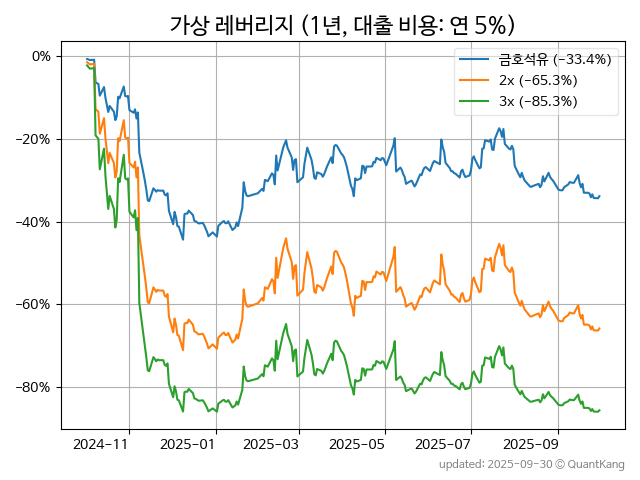 가상 레버리지 (1년, 대출 비용: 연 5%)
금호석유 (−33.4%)
2x (−65.3%)
3x (−85.3%)
0%
−20%
−40%
−60%
−80%
2024-11 2025-01 2025-03 2025-05 2025-07 2025-09
updated: 2025-09-30 © QuantKang